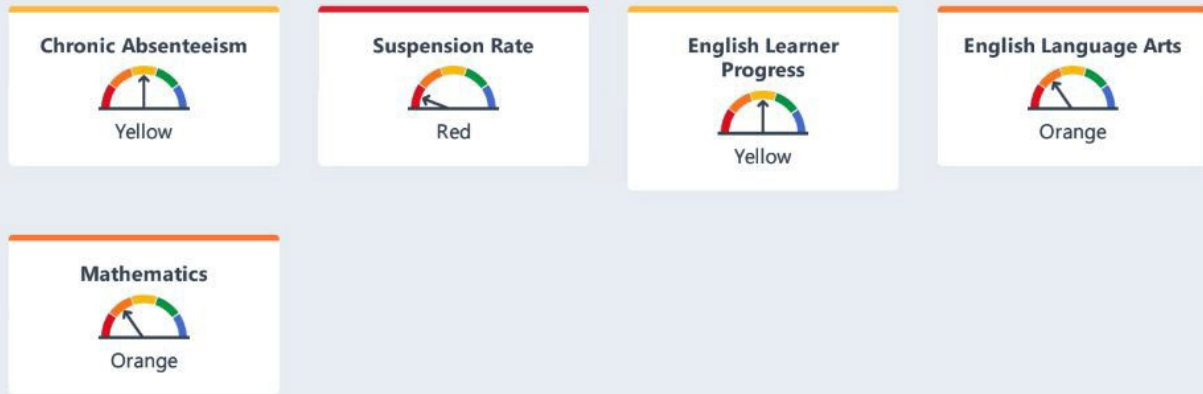 Chronic Absenteeism
Yellow
Suspension Rate
Red
English Learner
Progress
Yellow
English Language Arts
Orange
Mathematics
Orange